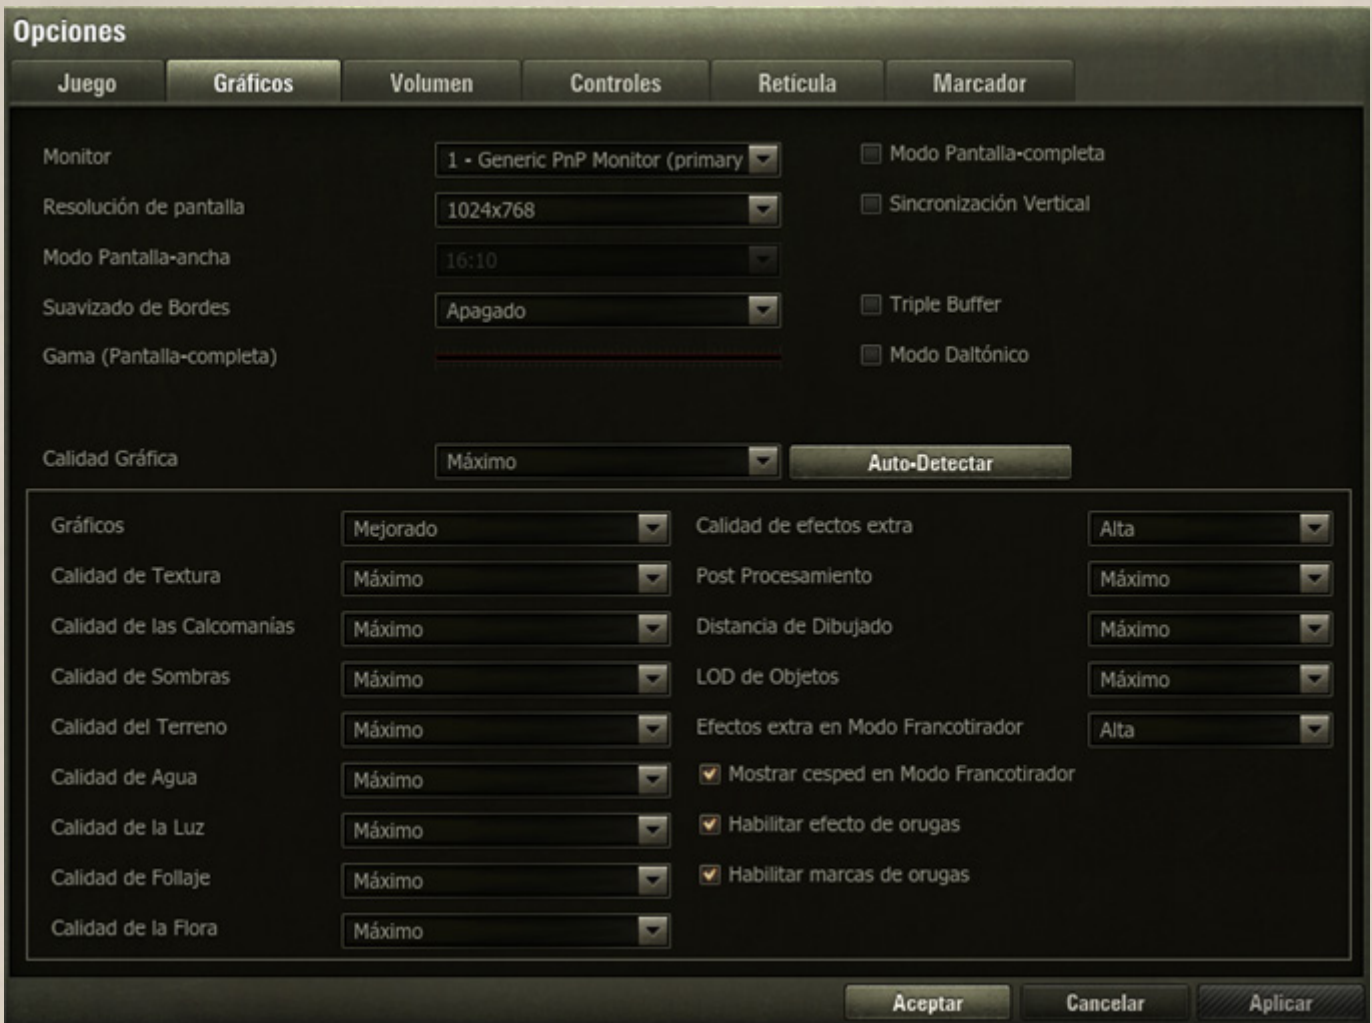 Opciones
Juego Gráficos Volumen Controles Retícula Marcador
Monitor 1 - Generic PnP Monitor (primary Modo Pantalla-completa
Resolución de pantalla 1024x768 Sincronización Vertical
Modo Pantalla-ancha 16:10
Suavizado de Bordes Apagado Triple Buffer
Gama (Pantalla-completa) Modo Daltónico
Calidad Gráfica Máximo Auto-Detectar
Gráficos Mejorado Calidad de efectos extra Alta
Calidad de Textura Máximo Post Procesamiento Máximo
Calidad de las Calcomanías Máximo Distancia de Dibujado Máximo
Calidad de Sombras Máximo LOD de Objetos Máximo
Calidad del Terreno Máximo Efectos extra en Modo Francotirador Alta
Calidad de Agua Máximo Mostrar cesped en Modo Francotirador
Calidad de la Luz Máximo Habilitar efecto de orugas
Calidad de Follaje Máximo Habilitar marcas de orugas
Calidad de la Flora Máximo
Aceptar Cancelar Aplicar